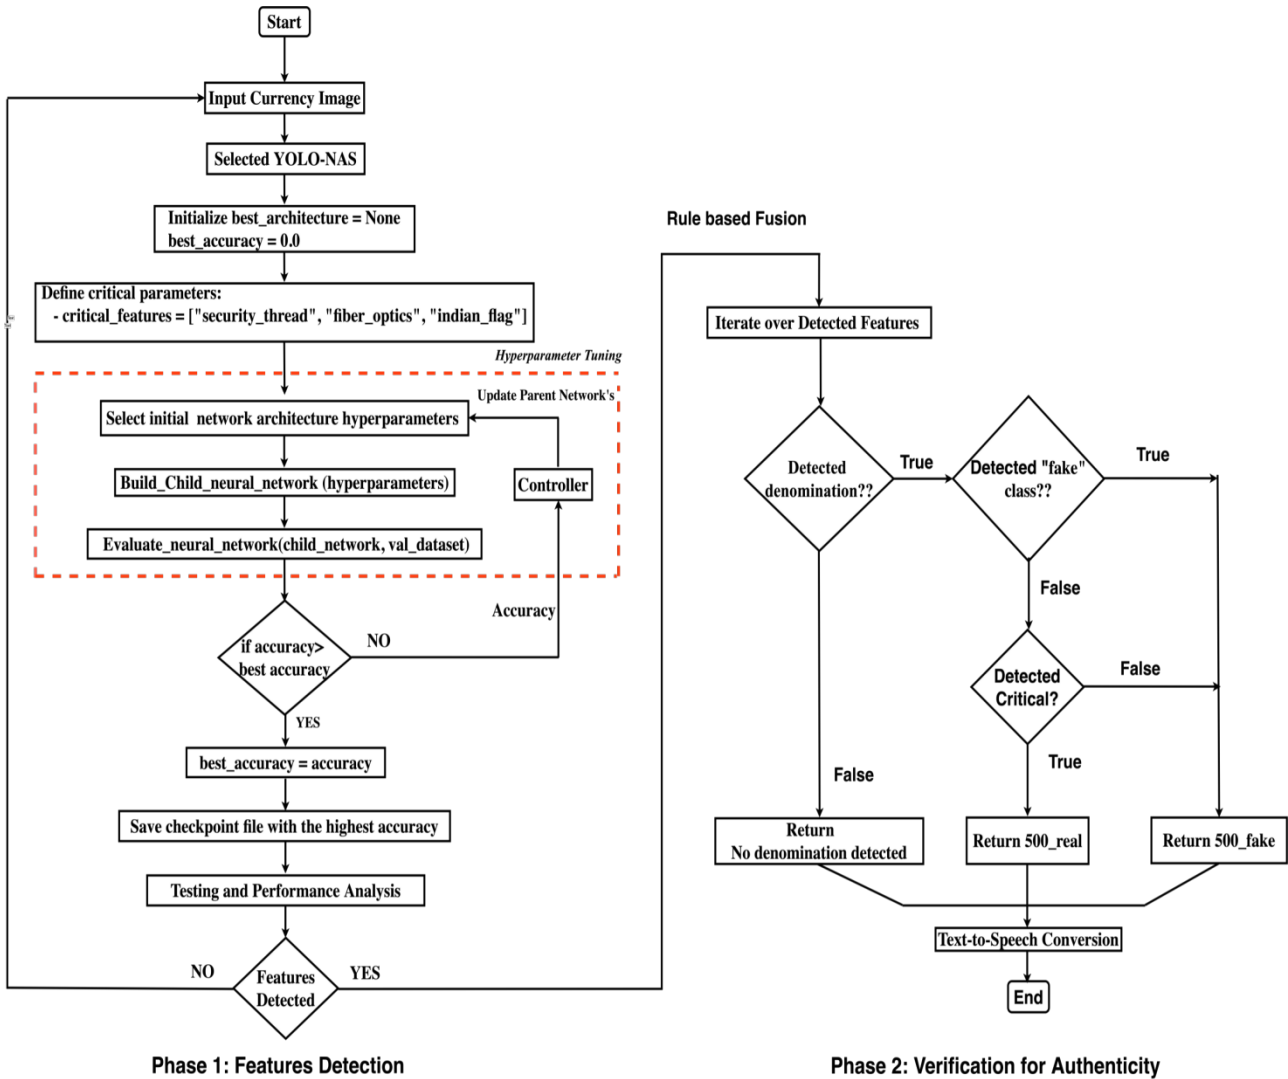 Start
Input Currency Image
Selected YOLO-NAS
Initialize best_architecture = None
best_accuracy = 0.0
Define critical parameters:
- critical_features = ["security_thread", "fiber_optics", "indian_flag"]
Hyperparameter Tuning
Update Parent Network's
Select initial network architecture hyperparameters
Build_Child_neural_network (hyperparameters)
Controller
Evaluate_neural_network(child_network, val_dataset)
Accuracy
if accuracy>
best accuracy
NO
YES
best_accuracy = accuracy
Save checkpoint file with the highest accuracy
Testing and Performance Analysis
Features
Detected
NO
YES
Phase 1: Features Detection
Rule based Fusion
Iterate over Detected Features
Detected
denomination??
True
Detected "fake"
class??
True
False
Detected
Critical?
False
True
False
Return
No denomination detected
Return 500_real
Return 500_fake
Text-to-Speech Conversion
End
Phase 2: Verification for Authenticity